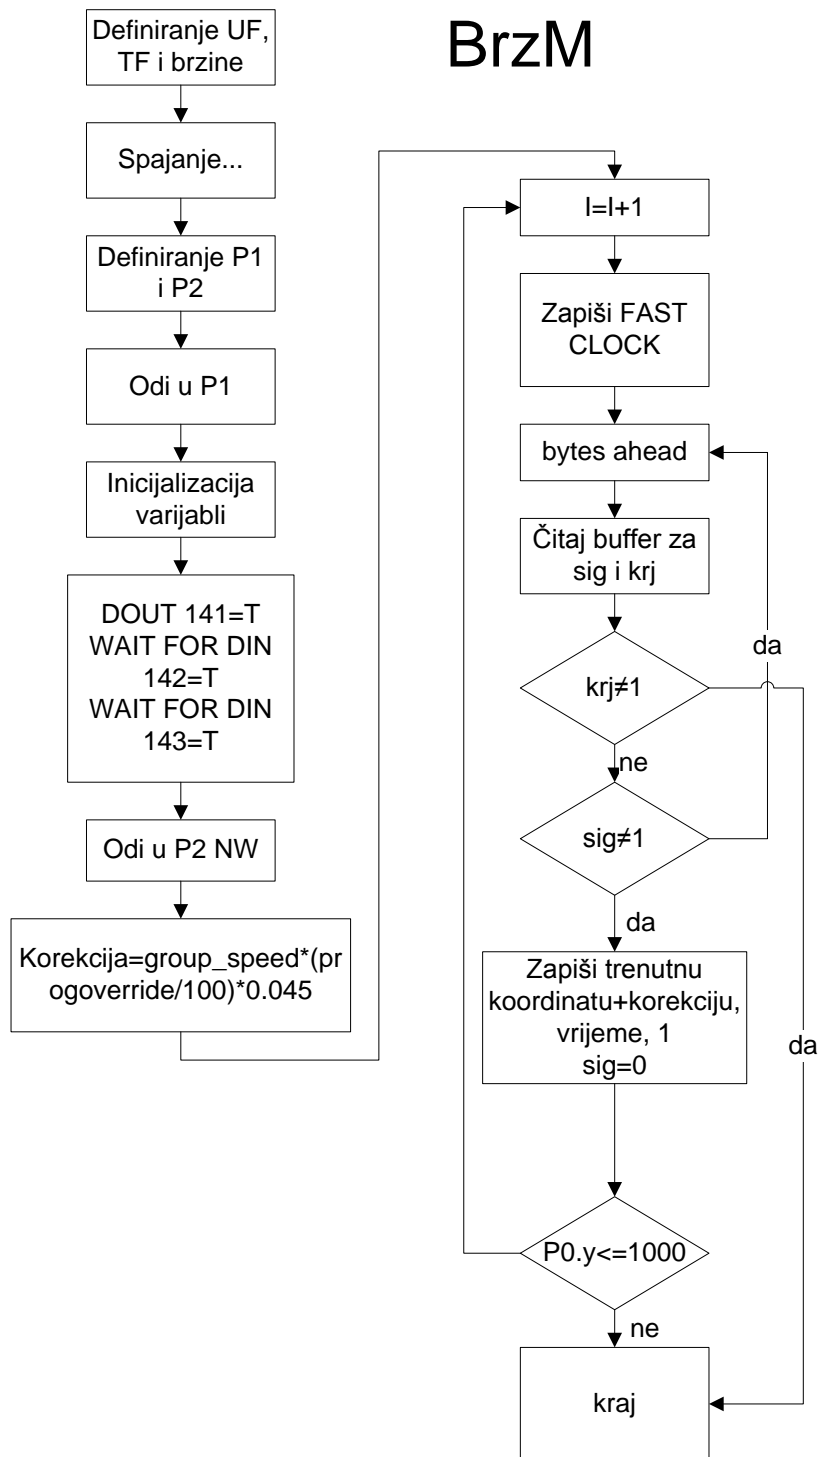 BrzM
Definiranje UF,
TF i brzine
Spajanje...
Definiranje P1
i P2
Odi u P1
Inicijalizacija
varijabli
DOUT 141=T
WAIT FOR DIN
142=T
WAIT FOR DIN
143=T
Odi u P2 NW
Korekcija=group_speed*(pr
ogoverride/100)*0.045
I=I+1
Zapiši FAST
CLOCK
bytes ahead
Čitaj buffer za
sig i krj
krj≠1
da
ne
sig≠1
da
Zapiši trenutnu
koordinatu+korekciju,
vrijeme, 1
sig=0
da
P0.y<=1000
ne
kraj